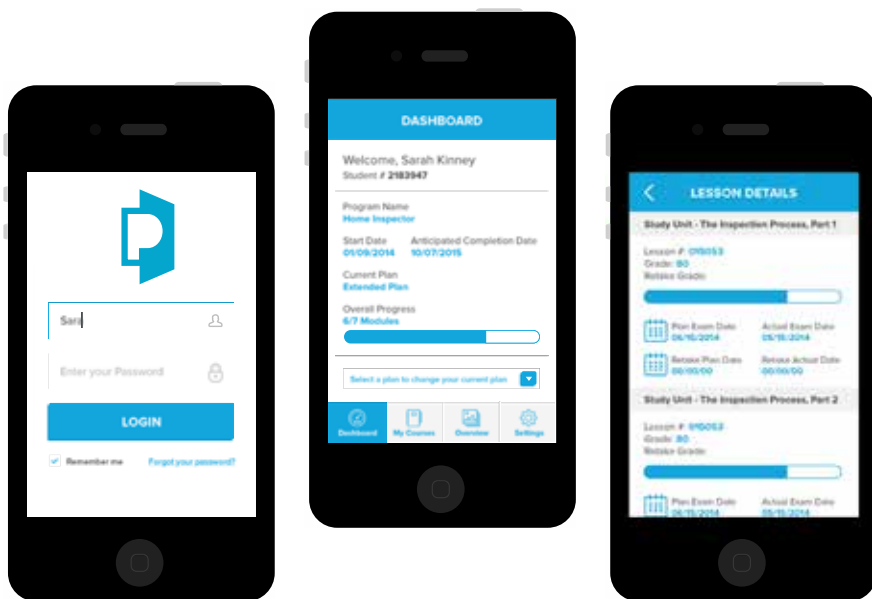 Sara
Enter your Password
LOGIN
Remember me
Forgot your password?
DASHBOARD
Welcome, Sarah Kinney
Student # 2183947
Program Name
Home Inspector
Start Date
Anticipated Completion Date
01/09/2014
10/07/2015
Current Plan
Extended Plan
Overall Progress
6/7 Modules
Select a plan to change your current plan
Dashboard
My Courses
Overview
Settings
LESSON DETAILS
Study Unit - The Inspection Process, Part 1
Lesson #:
Grade: 80
Retake Grade:
Plan Exam Date
Actual Exam Date
Retake Plan Date
Retake Actual Date
00/00/00
00/00/00
Study Unit - The Inspection Process, Part 2
Lesson #:
Grade: 80
Retake Grade:
Plan Exam Date
Actual Exam Date